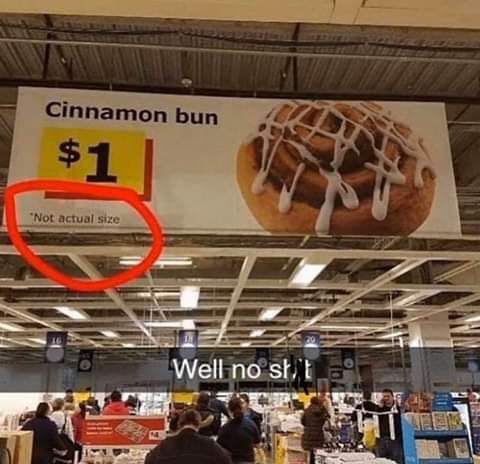 Cinnamon bun
$1
*Not actual size
Well no sh't